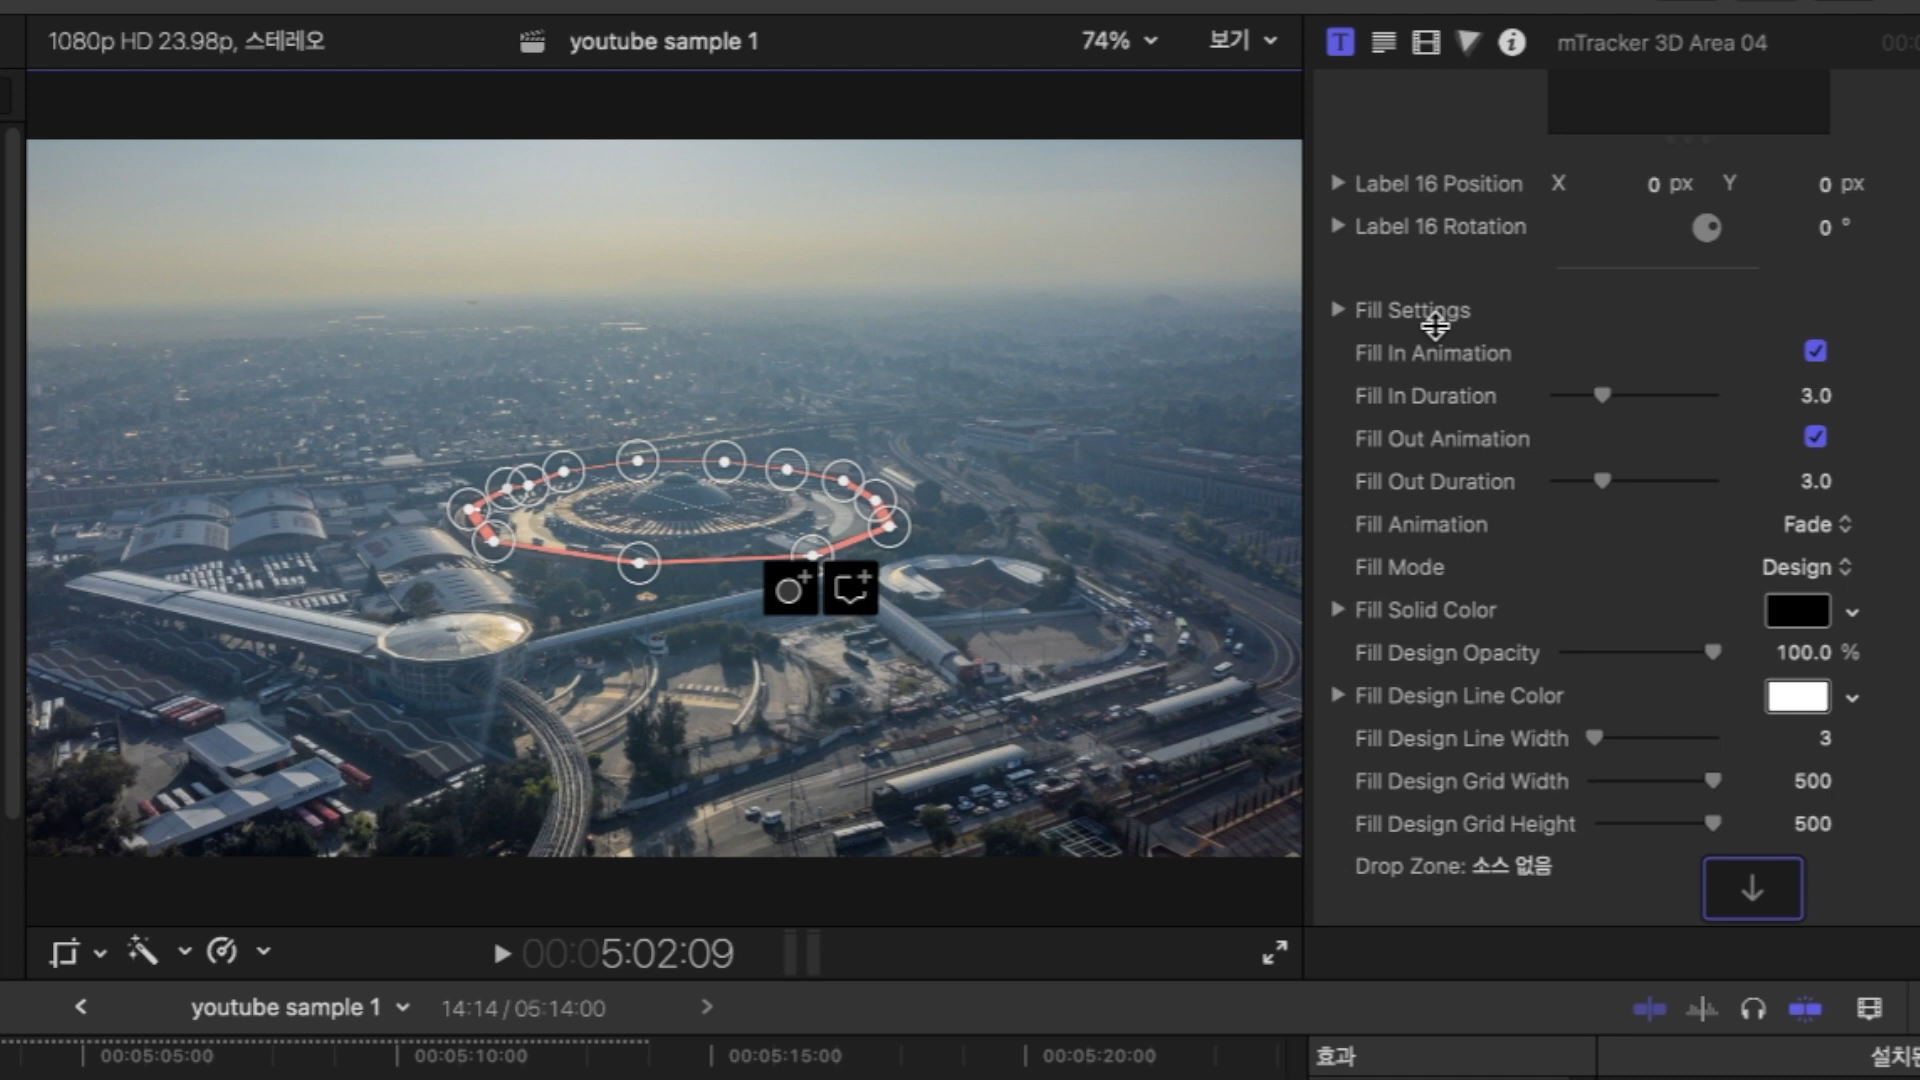 1080p HD 23.98p, 스테레오
youtube sample 1
74%
보기
T
i
mTracker 3D Area 04
Label 16 Position X 0 px Y 0 px
Label 16 Rotation 0 °
Fill Settings
Fill In Animation
Fill In Duration 3.0
Fill Out Animation
Fill Out Duration 3.0
Fill Animation Fade
Fill Mode Design
Fill Solid Color
Fill Design Opacity 100.0 %
Fill Design Line Color
Fill Design Line Width 3
Fill Design Grid Width 500
Fill Design Grid Height 500
Drop Zone: 소스 없음
00:05:02:09
youtube sample 1
14:14 / 05:14:00
00:05:05:00
00:05:10:00
00:05:15:00
00:05:20:00
효과